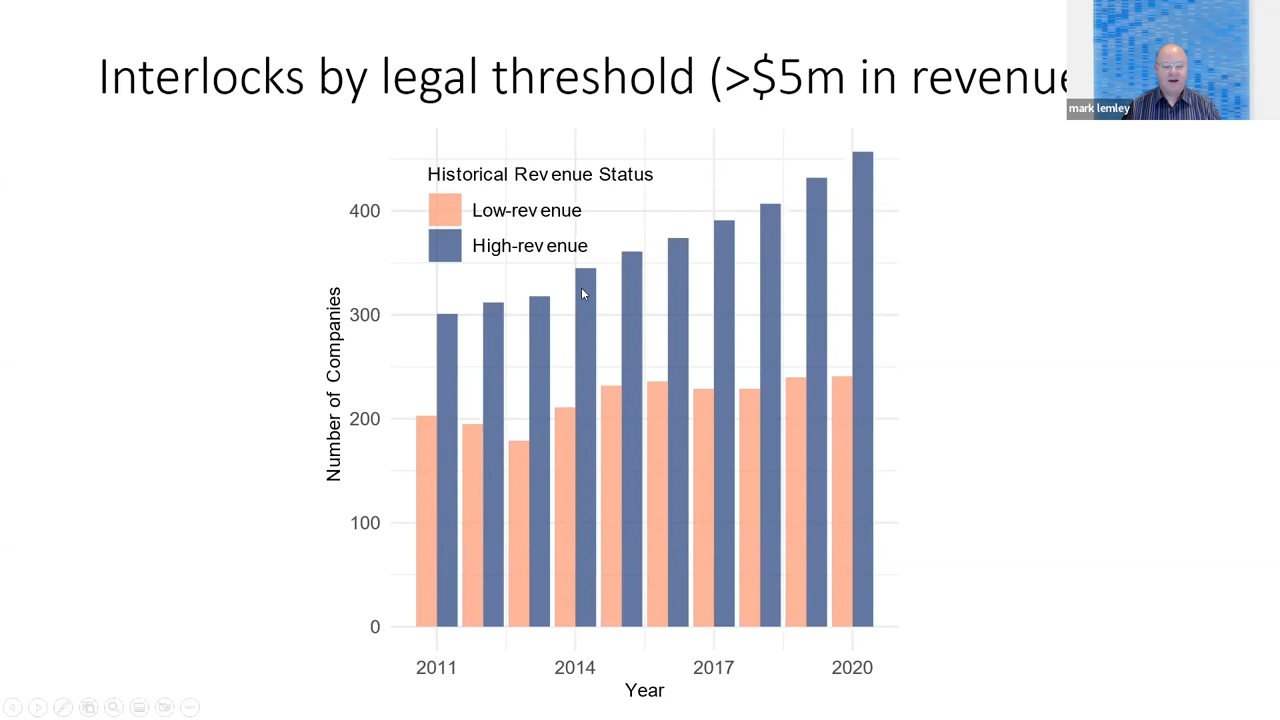 Interlocks by legal threshold (>$5m in revenue
mark lemley
Historical Revenue Status
Low-revenue
High-revenue
400
300
200
100
0
Number of Companies
2011 2014 2017 2020
Year